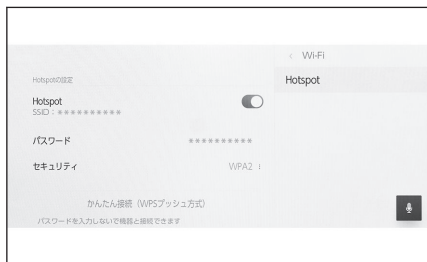 Wi-Fi
Hotspotの設定
Hotspot
Hotspot
SSID：**********
パスワード **********
セキュリティ WPA2
かんたん接続（WPSプッシュ方式）
パスワードを入力しないで機器と接続できます